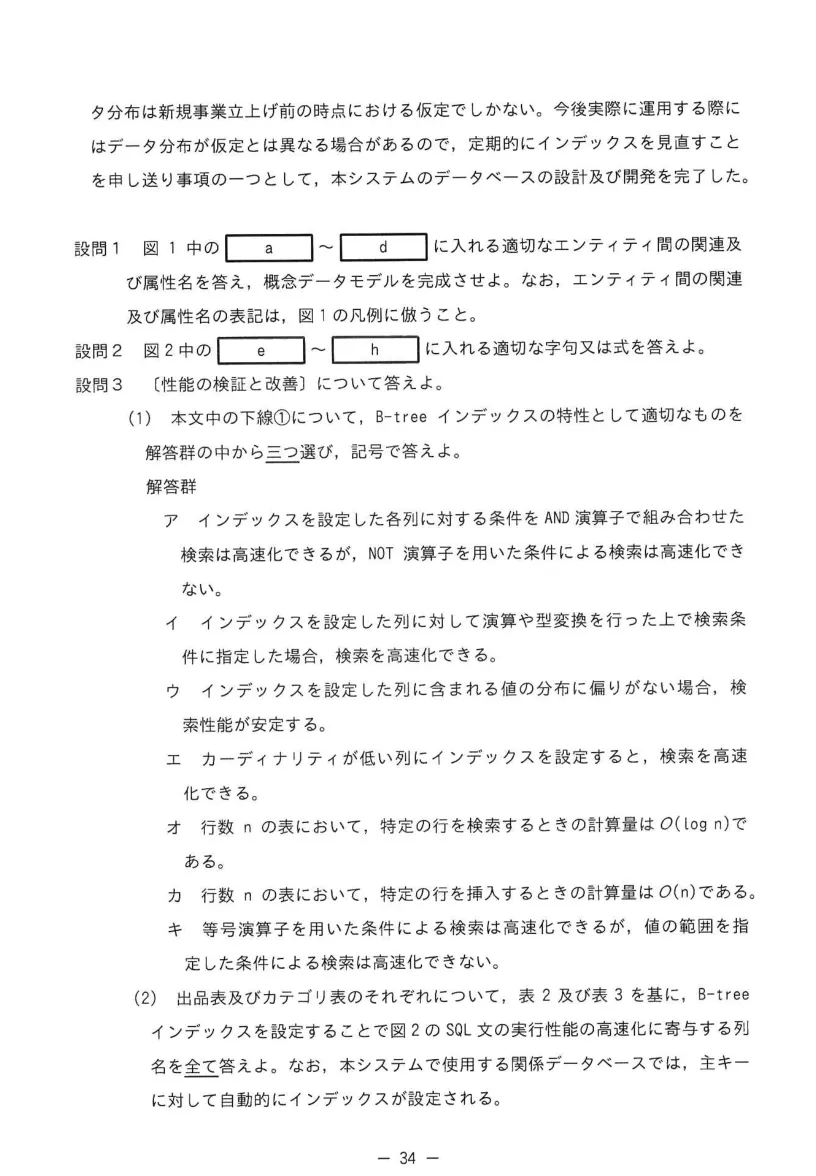 タ分布は新規事業立上げ前の時点における仮定でしかない。今後実際に運用する際に
はデータ分布が仮定とは異なる場合があるので，定期的にインデックスを見直すこと
を申し送り事項の一つとして，本システムのデータベースの設計及び開発を完了した。
設問1 図 1 中の a ～ d に入れる適切なエンティティ間の関連及
び属性名を答え，概念データモデルを完成させよ。なお，エンティティ間の関連
及び属性名の表記は，図1の凡例に倣うこと。
設問2 図2中の e ～ h に入れる適切な字句又は式を答えよ。
設問3 〔性能の検証と改善〕について答えよ。
(1) 本文中の下線①について，B-tree インデックスの特性として適切なものを
解答群の中から三つ選び，記号で答えよ。
解答群
ア インデックスを設定した各列に対する条件を AND 演算子で組み合わせた
検索は高速化できるが，NOT 演算子を用いた条件による検索は高速化でき
ない。
イ インデックスを設定した列に対して演算や型変換を行った上で検索条
件に指定した場合，検索を高速化できる。
ウ インデックスを設定した列に含まれる値の分布に偏りがない場合，検
索性能が安定する。
エ カーディナリティが低い列にインデックスを設定すると，検索を高速
化できる。
オ 行数 n の表において，特定の行を検索するときの計算量は O(log n)で
ある。
カ 行数 n の表において，特定の行を挿入するときの計算量は O(n)である。
キ 等号演算子を用いた条件による検索は高速化できるが，値の範囲を指
定した条件による検索は高速化できない。
(2) 出品表及びカテゴリ表のそれぞれについて，表 2 及び表 3 を基に，B-tree
インデックスを設定することで図 2 の SQL 文の実行性能の高速化に寄与する列
名を全て答えよ。なお，本システムで使用する関係データベースでは，主キー
に対して自動的にインデックスが設定される。
－ 34 －